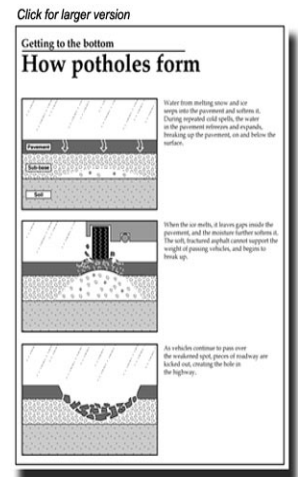 Click for larger version
Getting to the bottom
How potholes form
Water from melting snow and ice
seeps into the pavement and softens it.
During repeated cold spells, the water
in the pavement refreezes and expands,
breaking up the pavement, on and below the
surface.
Pavement
Sub-base
Soil
When the ice melts, it leaves gaps inside the
pavement, and the moisture further softens it.
The soft, fractured asphalt cannot support the
weight of passing vehicles, and begins to
break up.
As vehicles continue to pass over
the weakened spot, pieces of roadway are
kicked out, creating the hole in
the highway.